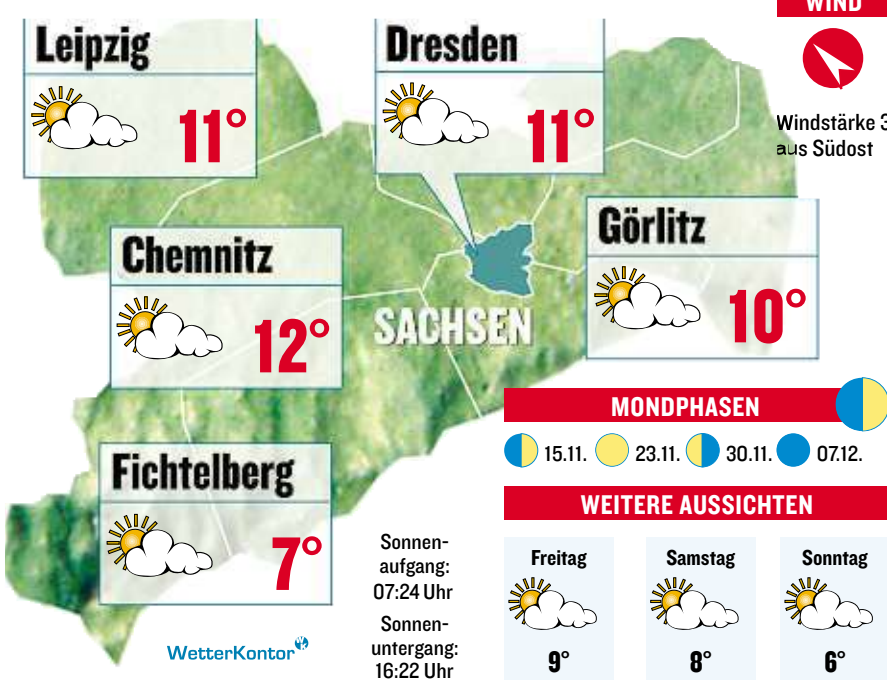 WIND
Leipzig
11°
Dresden
11°
Windstärke 3
aus Südost
Chemnitz
12°
Görlitz
10°
SACHSEN
Fichtelberg
7°
MONDPHASEN
15.11. 23.11. 30.11. 07.12.
WEITERE AUSSICHTEN
Freitag Samstag Sonntag
9° 8° 6°
Sonnen-
aufgang:
07:24 Uhr
Sonnen-
untergang:
16:22 Uhr
WetterKontor